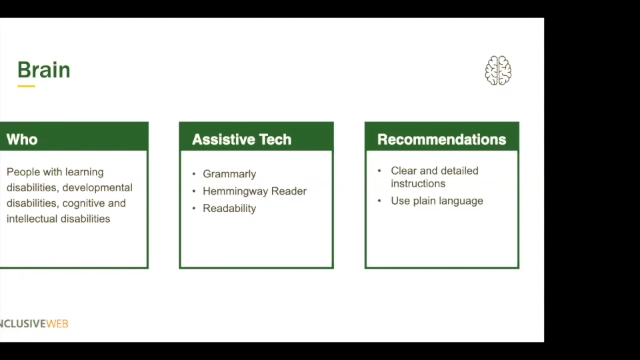 Brain
Who
People with learning
disabilities, developmental
disabilities, cognitive and
intellectual disabilities
Assistive Tech
• Grammarly
• Hemmingway Reader
• Readability
Recommendations
• Clear and detailed
instructions
• Use plain language
NCLUSIVEWEB